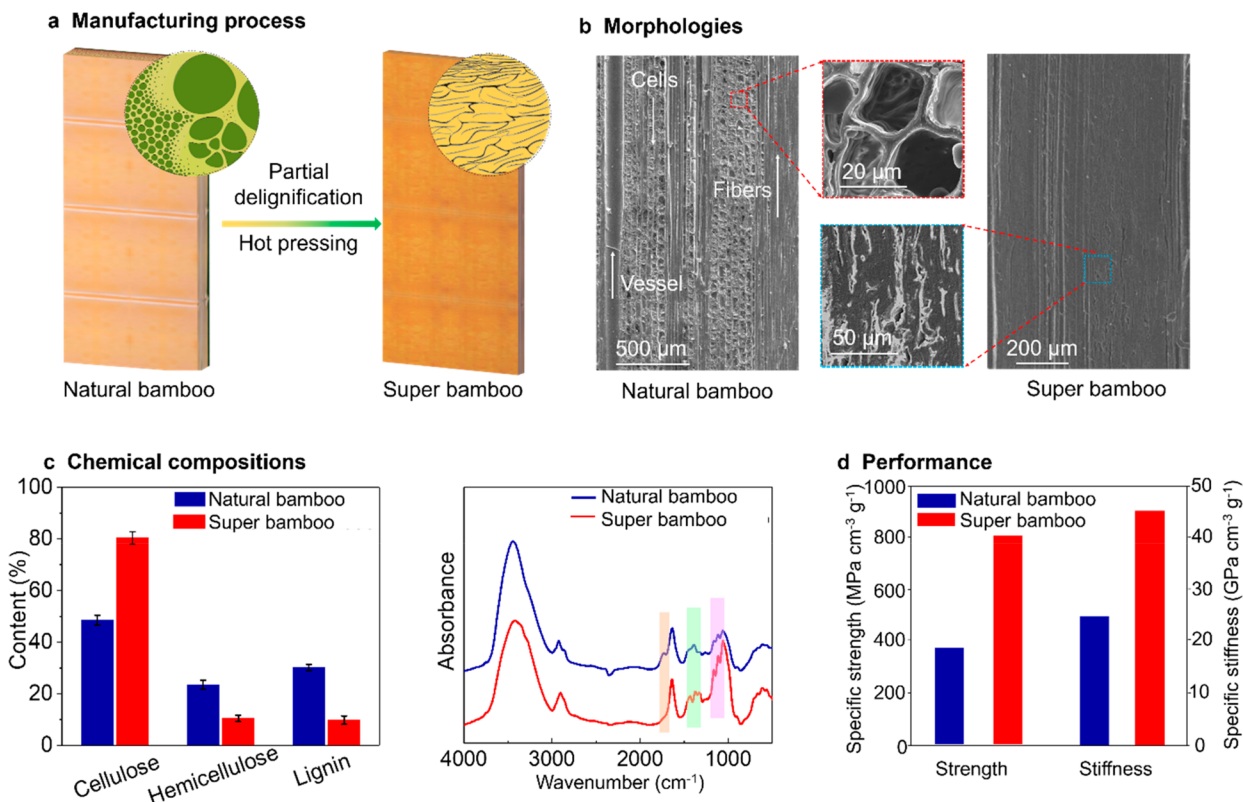 a Manufacturing process
Partial
delignification
Hot pressing
Natural bamboo
Super bamboo
b Morphologies
Cells
Fibers
Vessel
500 μm
20 μm
50 μm
200 μm
Natural bamboo
Super bamboo
c Chemical compositions
Content (%)
100
80
60
40
20
0
Natural bamboo
Super bamboo
Cellulose
Hemicellulose
Lignin
Absorbance
Natural bamboo
Super bamboo
4000 3000 2000 1000
Wavenumber (cm⁻¹)
d Performance
Specific strength (MPa cm⁻³ g⁻¹)
1000
800
600
400
200
0
Natural bamboo
Super bamboo
Strength
Stiffness
50
40
30
20
10
0
Specific stiffness (GPa cm⁻³ g⁻¹)